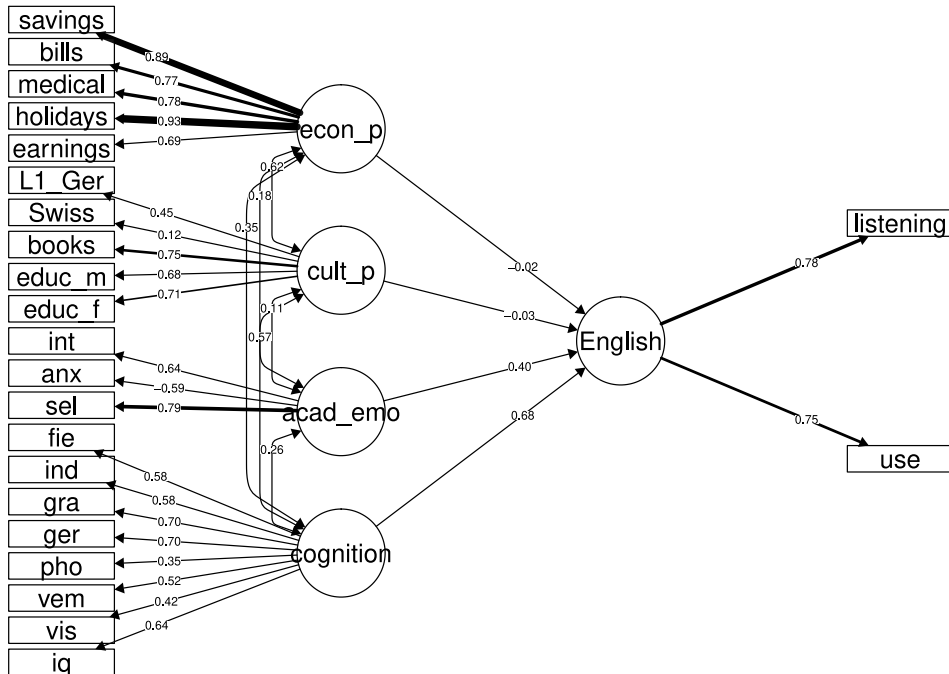 savings
bills
medical
holidays
earnings
L1_Ger
Swiss
books
educ_m
educ_f
int
anx
sel
fie
ind
gra
ger
pho
vem
vis
iq
0.89
0.77
0.78
0.93
0.69
0.45
0.12
0.75
0.68
0.71
0.64
−0.59
0.79
0.58
0.58
0.70
0.70
0.35
0.52
0.42
0.64
econ_p
cult_p
acad_emo
cognition
0.62
0.18
0.35
0.11
0.57
0.26
−0.02
−0.03
0.40
0.68
English
0.78
0.75
listening
use